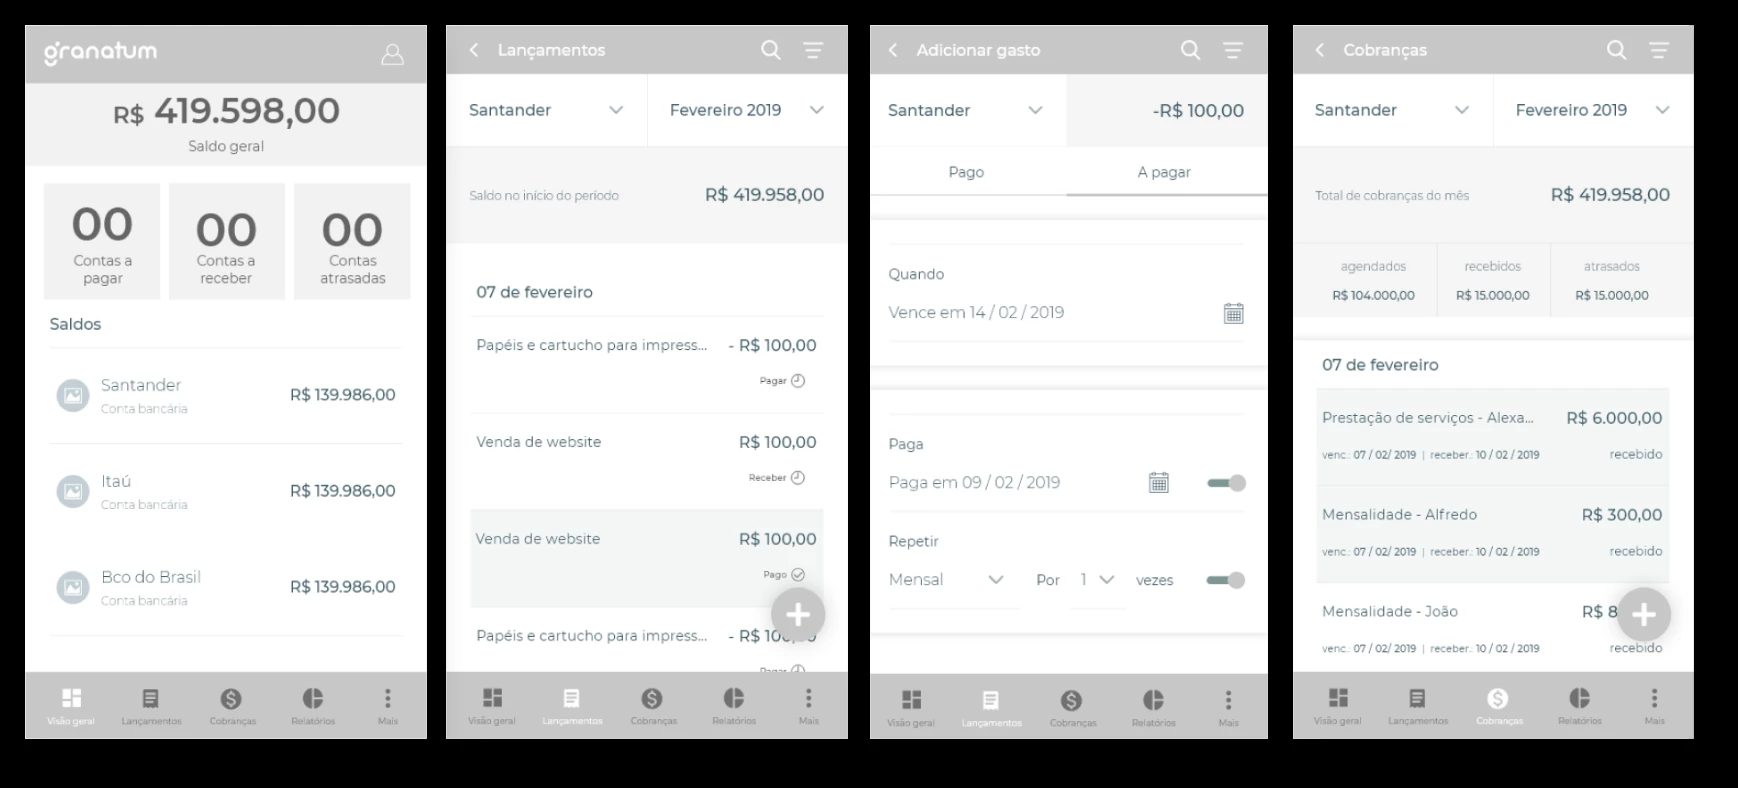 granatum
R$ 419.598,00
Saldo geral
00
Contas a
pagar
00
Contas a
receber
00
Contas
atrasadas
Saldos
Santander
Conta bancária
R$ 139.986,00
Itaú
Conta bancária
R$ 139.986,00
Bco do Brasil
Conta bancária
R$ 139.986,00
Visão geral Lançamentos Cobranças Relatórios Mais
Lançamentos
Santander Fevereiro 2019
Saldo no início do período R$ 419.958,00
07 de fevereiro
Papéis e cartucho para impress... - R$ 100,00
Pagar
Venda de website R$ 100,00
Receber
Venda de website R$ 100,00
Pago
Papéis e cartucho para impress... - R$ 100,00
Pagar
Visão geral Lançamentos Cobranças Relatórios Mais
Adicionar gasto
Santander -R$ 100,00
Pago A pagar
Quando
Vence em 14 / 02 / 2019
Paga
Paga em 09 / 02 / 2019
Repetir
Mensal Por 1 vezes
Visão geral Lançamentos Cobranças Relatórios Mais
Cobranças
Santander Fevereiro 2019
Total de cobranças do mês R$ 419.958,00
agendados recebidos atrasados
R$ 104.000,00 R$ 15.000,00 R$ 15.000,00
07 de fevereiro
Prestação de serviços - Alexa... R$ 6.000,00
venc.: 07 / 02/ 2019 | receber.: 10 / 02 / 2019 recebido
Mensalidade - Alfredo R$ 300,00
venc.: 07 / 02/ 2019 | receber.: 10 / 02 / 2019 recebido
Mensalidade - João R$ 8
venc.: 07 / 02/ 2019 | receber.: 10 / 02 / 2019 recebido
Visão geral Lançamentos Cobranças Relatórios Mais